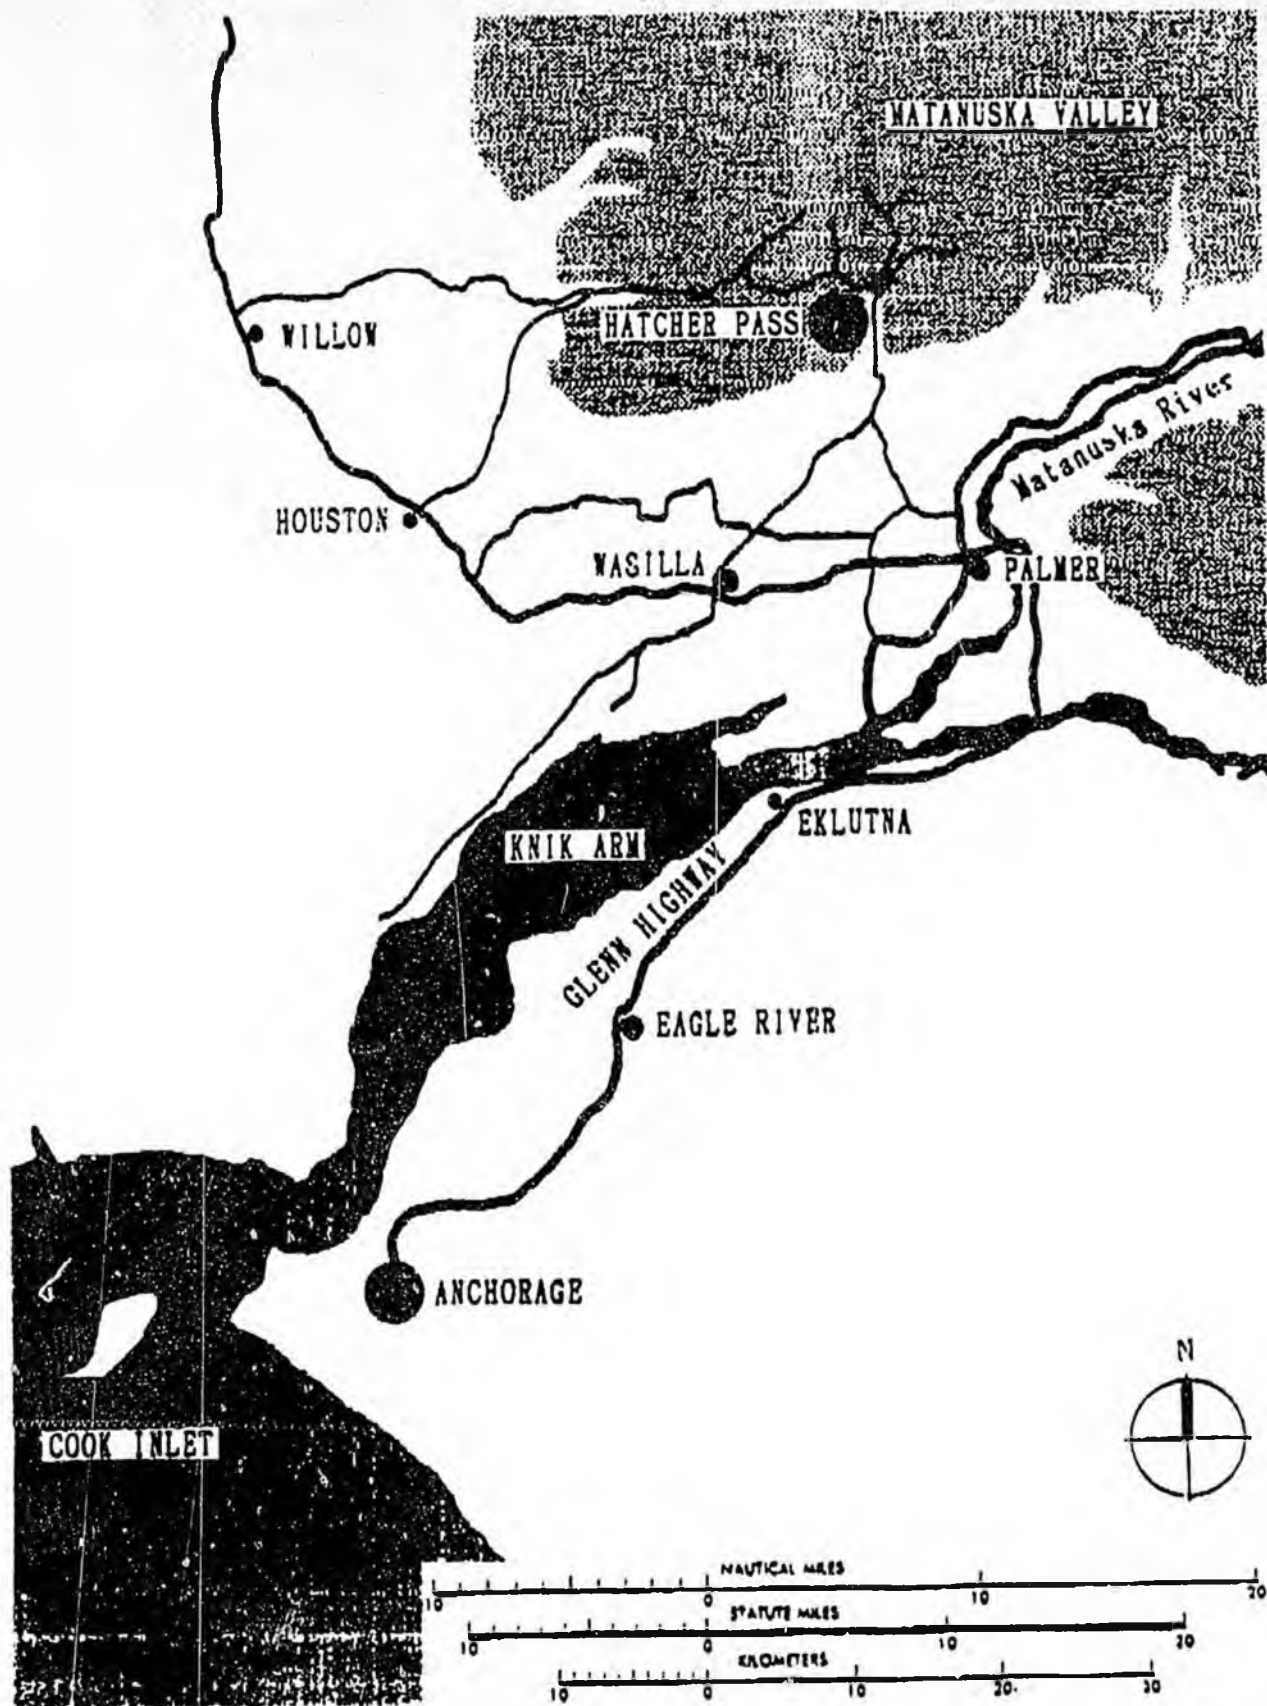 MATANUSKA VALLEY
HATCHER PASS
WILLOW
Matanuska River
HOUSTON
WASILLA
PALMER
KNIK ARM
EKLUTNA
GLENN HIGHWAY
EAGLE RIVER
ANCHORAGE
N
COOK INLET
NAUTICAL MILES
10 0 10 20
STATUTE MILES
10 0 10 20
KILOMETERS
10 0 10 20 30